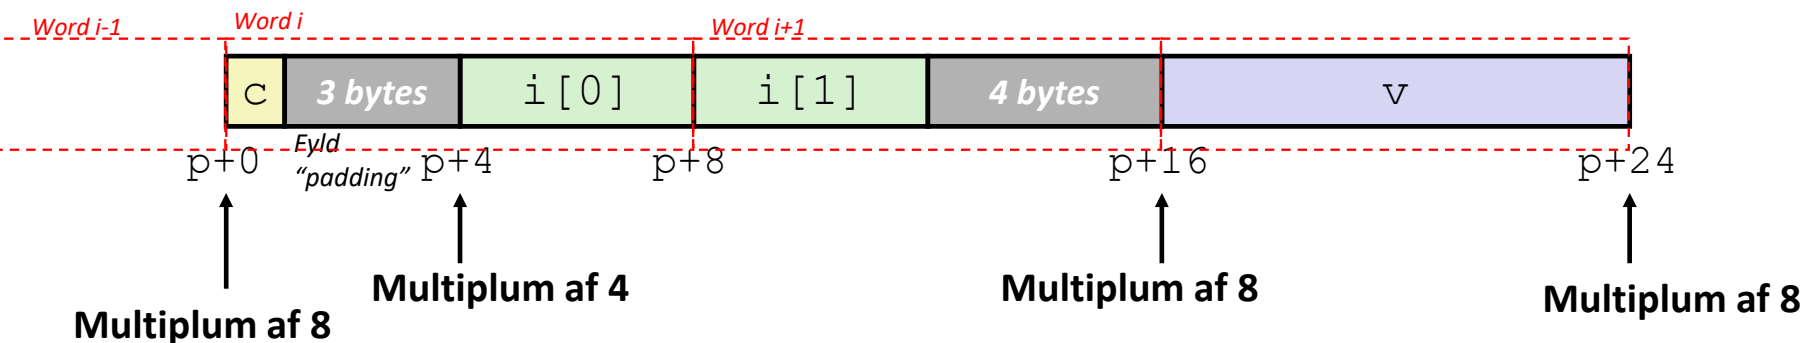 Word i-1 Word i Word i+1
c 3 bytes i[0] i[1] 4 bytes v
p+0 Fyld p+4 p+8 p+16 p+24
“padding”
Multiplum af 8 Multiplum af 4 Multiplum af 8 Multiplum af 8